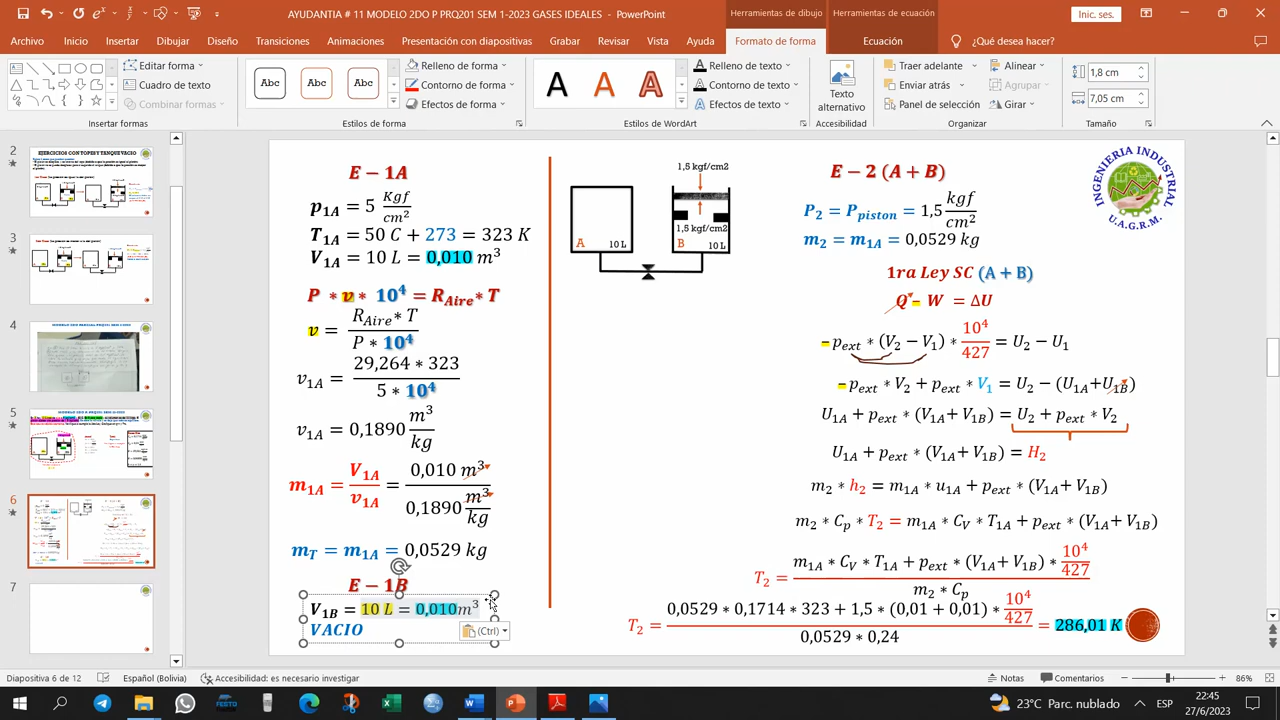 AYUDANTIA # 11 MODULO D P PRQ201 SEM 1-2023 GASES IDEALES - PowerPoint
Herramientas de dibujo
Herramientas de ecuación
Inic. ses.
Archivo Inicio Insertar Dibujar Diseño Transiciones Animaciones Presentación con diapositivas Grabar Revisar Vista Ayuda Formato de forma Ecuación ¿Qué desea hacer?
Editar forma
Cuadro de texto
Combinar formas
Insertar formas
Abc Abc Abc
Relleno de forma
Contorno de forma
Efectos de forma
Estilos de forma
A A A
Relleno de texto
Contorno de texto
Efectos de texto
Estilos de WordArt
Texto
alternativo
Accesibilidad
Traer adelante
Enviar atrás
Panel de selección
Alinear
Agrupar
Girar
Organizar
1,8 cm
7,05 cm
Tamaño
2
EJERCICIOS CON TOPES Y TANQUE VACIO
4
6
7
E − 1A
p1A = 5 Kgf/cm²
T1A = 50 C + 273 = 323 K
V1A = 10 L = 0,010 m³
P ∗ v ∗ 10⁴ = RAire ∗ T
v = RAire ∗ T / P ∗ 10⁴
v1A = 29,264 ∗ 323 / 5 ∗ 10⁴
v1A = 0,1890 m³/kg
m1A = V1A/v1A = 0,010 m³ / 0,1890 m³/kg
mT = m1A = 0,0529 kg
E − 1B
V1B = 10 L = 0,010m³
VACIO
(Ctrl)
1,5 kgf/cm2
1,5 kgf/cm2
A 10 L
B 10 L
E − 2 (A + B)
P2 = Ppiston = 1,5 kgf/cm²
m2 = m1A = 0,0529 kg
1ra Ley SC (A + B)
Q − W = ΔU
−pext ∗ (V2 − V1) ∗ 10⁴/427 = U2 − U1
−pext ∗ V2 + pext ∗ V1 = U2 − (U1A+U1B)
U1A + pext ∗ (V1A+ V1B) = U2 + pext ∗ V2
U1A + pext ∗ (V1A+ V1B) = H2
m2 ∗ h2 = m1A ∗ u1A + pext ∗ (V1A+ V1B)
m2 ∗ Cp ∗ T2 = m1A ∗ CV ∗ T1A + pext ∗ (V1A+ V1B)
T2 = m1A ∗ CV ∗ T1A + pext ∗ (V1A+ V1B) ∗ 10⁴/427 / m2 ∗ Cp
T2 = 0,0529 ∗ 0,1714 ∗ 323 + 1,5 ∗ (0,01 + 0,01) ∗ 10⁴/427 / 0,0529 ∗ 0,24 = 286,01 K
INGENIERIA INDUSTRIAL
U.A.G.R.M.
Diapositiva 6 de 12 Español (Bolivia) Accesibilidad: es necesario investigar
Notas Comentarios 86%
FESTO
23°C Parc. nublado ESP
22:45
27/6/2023